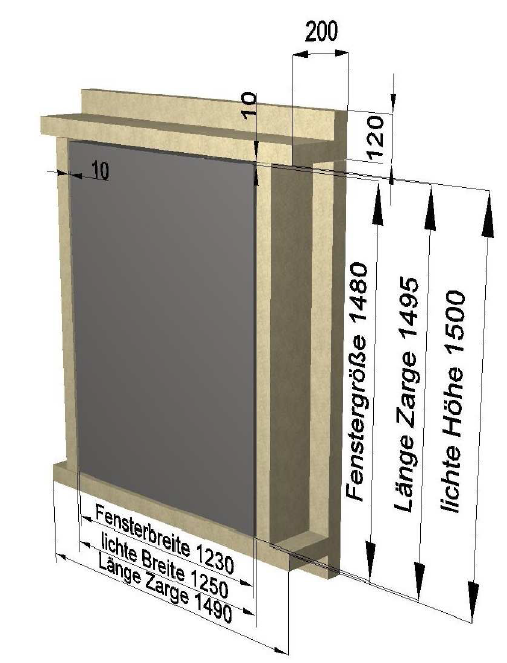 200
10
120
10
Fenstergröße 1480
Länge Zarge 1495
lichte Höhe 1500
Fensterbreite 1230
lichte Breite 1250
Länge Zarge 1490